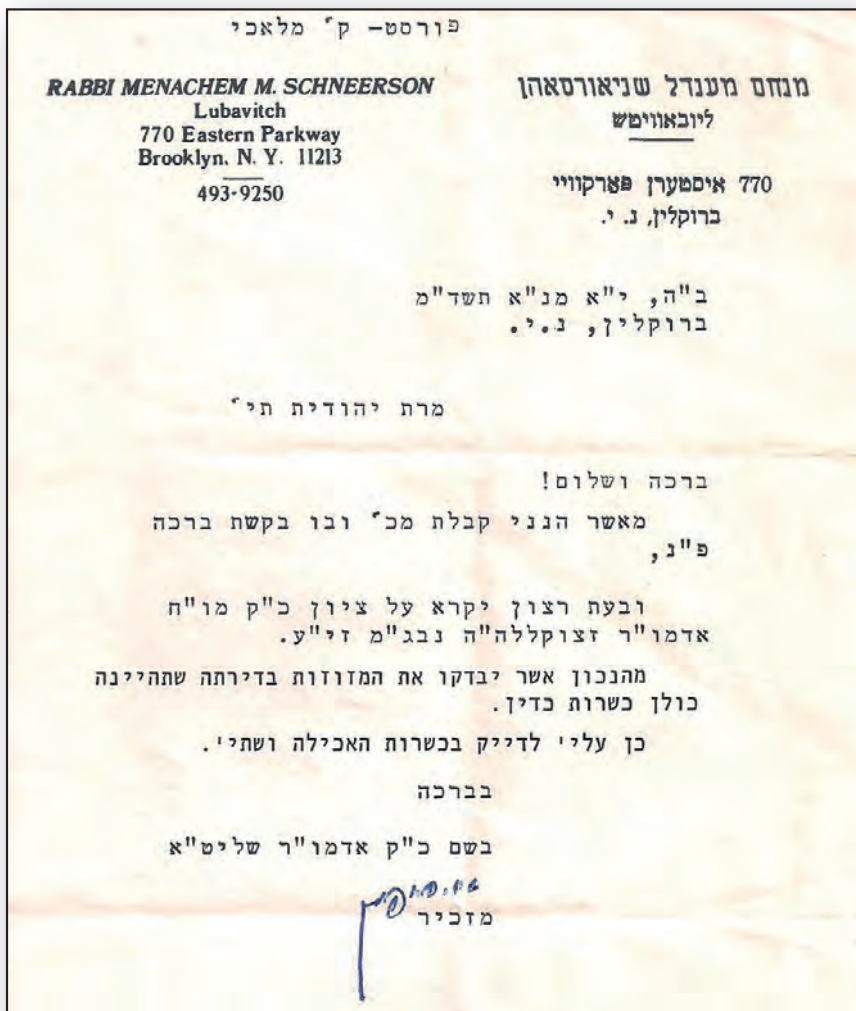 פורסט- ק' מלאכי
RABBI MENACHEM M. SCHNEERSON
Lubavitch
770 Eastern Parkway
Brooklyn, N. Y. 11213
493-9250
מנחם מענדל שניאורסאהן
ליובאוויטש
770 איסטערן פּאַרקוויי
ברוקלין, נ. י.
ב"ה, י"א מנ"א תשד"מ
ברוקלין, נ.י.
מרת יהודית תי'
ברכה ושלום!
מאשר הנני קבלת מכ' ובו בקשת ברכה
פ"נ,
ובעת רצון יקרא על ציון כ"ק מו"ח
אדמו"ר זצוקללה"ה נבג"מ זי"ע.
מהנכון אשר יבדקו את המזוזות בדירתה שתהיינה
כולן כשרות כדין.
כן עלי' לדייק בכשרות האכילה ושתי'.
בברכה
בשם כ"ק אדמו"ר שליט"א
מזכיר